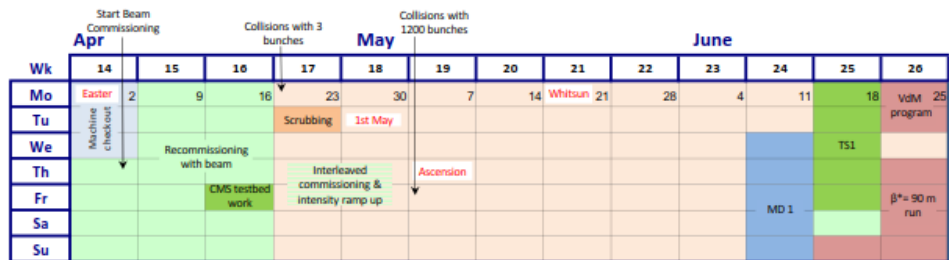 Start Beam
Commissioning
Collisions with 3
bunches
Collisions with
1200 bunches
Apr May June
Wk 14 15 16 17 18 19 20 21 22 23 24 25 26
Mo Easter 2 9 16 23 30 7 14 Whitsun 21 28 4 11 18 VdM program 25
Tu Machine checkout Scrubbing 1st May
We TS1
Recommissioning
with beam
Th Interleaved commissioning & intensity ramp up Ascension
Fr CMS testbed work MD 1 β*= 90 m run
Sa
Su